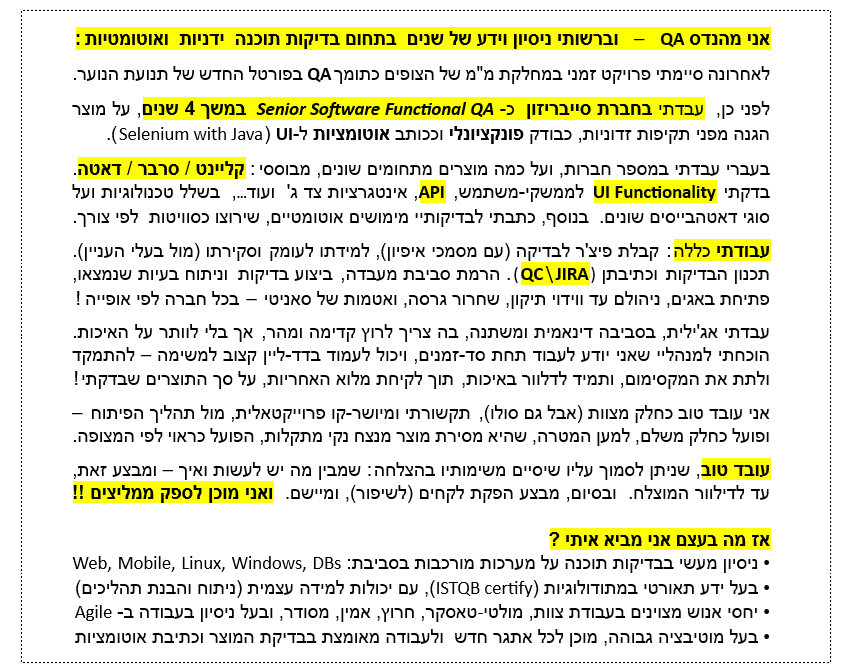 אני מהנדס QA – וברשותי ניסיון וידע של שנים בתחום בדיקות תוכנה ידניות ואוטומטיות :
לאחרונה סיימתי פרויקט זמני במחלקת מ"מ של הצופים כתומך QA בפורטל החדש של תנועת הנוער.
לפני כן, עבדתי בחברת סייבריזון כ- Senior Software Functional QA במשך 4 שנים, על מוצר
הגנה מפני תקיפות זדוניות, כבודק פונקציונלי וככותב אוטומציות ל-UI (Selenium with Java).
בעברי עבדתי במספר חברות, ועל כמה מוצרים מתחומים שונים, מבוססי : קליינט / סרבר / דאטה.
בדקתי UI Functionality לממשקי-משתמש, API, אינטגרציות צד ג' ועוד..., בשלל טכנולוגיות ועל
סוגי דאטהבייסים שונים. בנוסף, כתבתי לבדיקותיי מימושים אוטומטיים, שירוצו כסוויטות לפי צורך.
עבודתי כללה : קבלת פיצ'ר לבדיקה (עם מסמכי איפיון), למידתו לעומק וסקירתו (מול בעלי העניין).
תכנון הבדיקות וכתיבתן (QC\JIRA). הרמת סביבת מעבדה, ביצוע בדיקות וניתוח בעיות שנמצאו,
פתיחת באגים, ניהולם עד ווידוי תיקון, שחרור גרסה, ואטמות של סאניטי – בכל חברה לפי אופייה !
עבדתי אג'ילית, בסביבה דינאמית ומשתנה, בה צריך לרוץ קדימה ומהר, אך בלי לוותר על האיכות.
הוכחתי למנהליי שאני יודע לעבוד תחת סד-זמנים, ויכול לעמוד בדד-ליין קצוב למשימה – להתמקד
ולתת את המקסימום, ותמיד לדלוור באיכות, תוך לקיחת מלוא האחריות, על סך התוצרים שבדקתי!
אני עובד טוב כחלק מצוות (אבל גם סולו), תקשורתי ומיושר-קו פרוייקטאלית, מול תהליך הפיתוח –
ופועל כחלק משלם, למען המטרה, שהיא מסירת מוצר מנצח נקי מתקלות, הפועל כראוי לפי המצופה.
עובד טוב, שניתן לסמוך עליו שיסיים משימותיו בהצלחה: שמבין מה יש לעשות ואיך – ומבצע זאת,
עד לדילוור המוצלח. ובסיום, מבצע הפקת לקחים (לשיפור), ומיישם. ואני מוכן לספק ממליצים !!
אז מה בעצם אני מביא איתי ?
• ניסיון מעשי בבדיקות תוכנה על מערכות מורכבות בסביבת: Web, Mobile, Linux, Windows, DBs
• בעל ידע תאורטי במתודולוגיות (ISTQB certify), עם יכולות למידה עצמית (ניתוח והבנת תהליכים)
• יחסי אנוש מצוינים בעבודת צוות, מולטי-טאסקר, חרוץ, אמין, מסודר, ובעל ניסיון בעבודה ב- Agile
• בעל מוטיבציה גבוהה, מוכן לכל אתגר חדש ולעבודה מאומצת בבדיקת המוצר וכתיבת אוטומציות